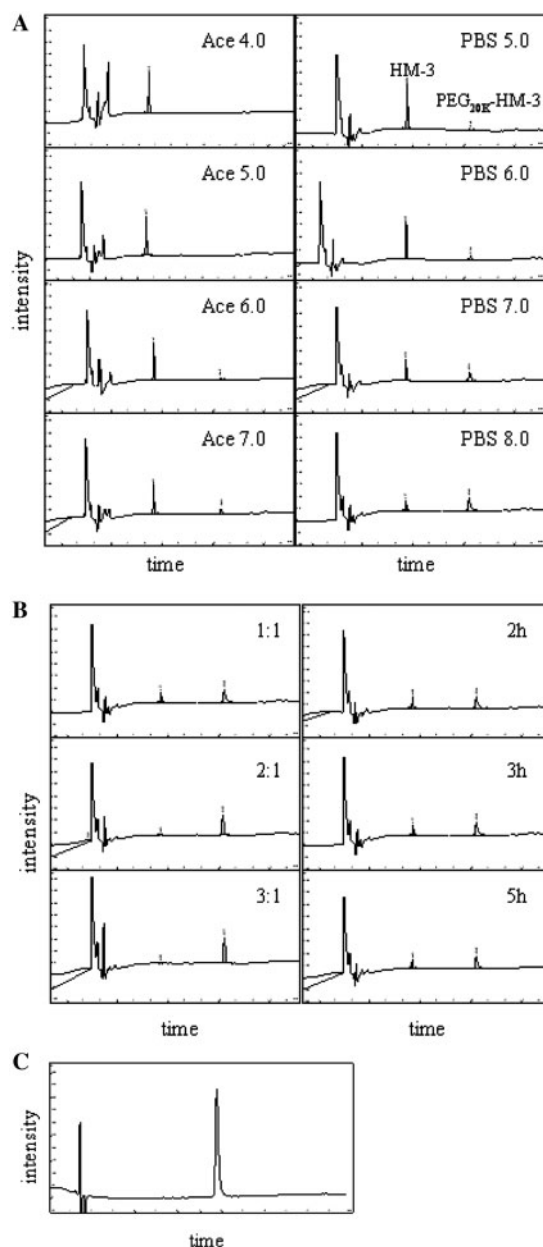 A
Ace 4.0
PBS 5.0
HM-3
PEG20K-HM-3
Ace 5.0
PBS 6.0
Ace 6.0
PBS 7.0
Ace 7.0
PBS 8.0
intensity
time
time
B
1:1
2h
2:1
3h
3:1
5h
intensity
time
time
C
intensity
time